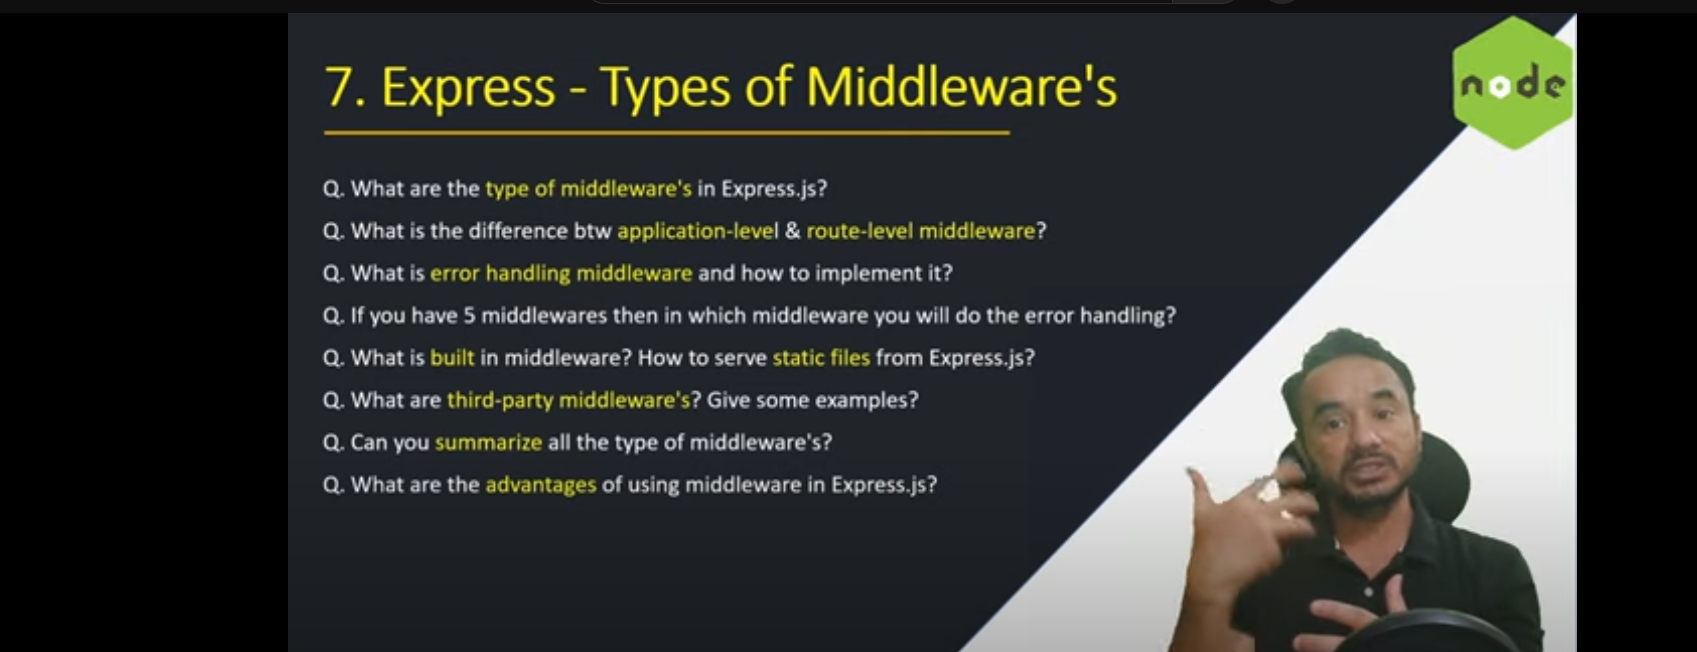 7. Express - Types of Middleware's
node
Q. What are the type of middleware's in Express.js?
Q. What is the difference btw application-level & route-level middleware?
Q. What is error handling middleware and how to implement it?
Q. If you have 5 middlewares then in which middleware you will do the error handling?
Q. What is built in middleware? How to serve static files from Express.js?
Q. What are third-party middleware's? Give some examples?
Q. Can you summarize all the type of middleware's?
Q. What are the advantages of using middleware in Express.js?